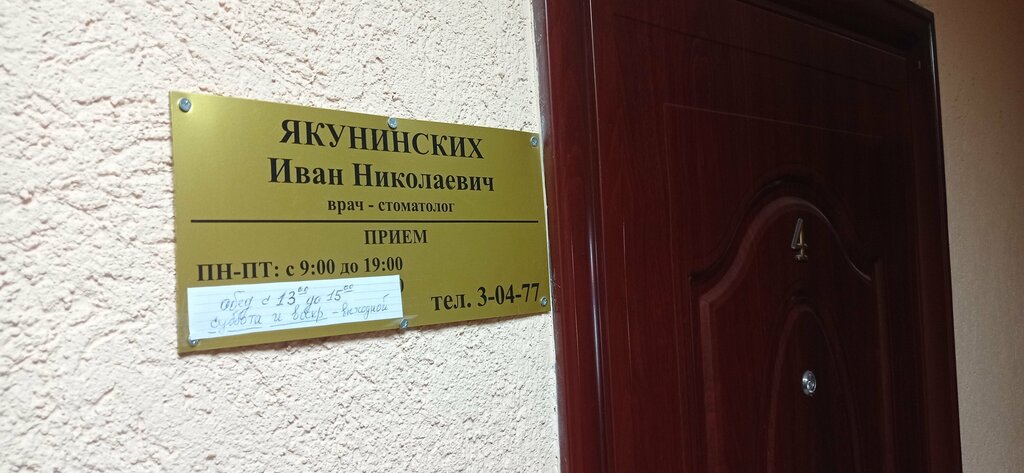 ЯКУНИНСКИХ
Иван Николаевич
врач - стоматолог
ПРИЕМ
ПН-ПТ: с 9:00 до 19:00
обед с 13⁰⁰ до 15⁰⁰
суббота и воскр - выходной
тел. 3-04-77
4